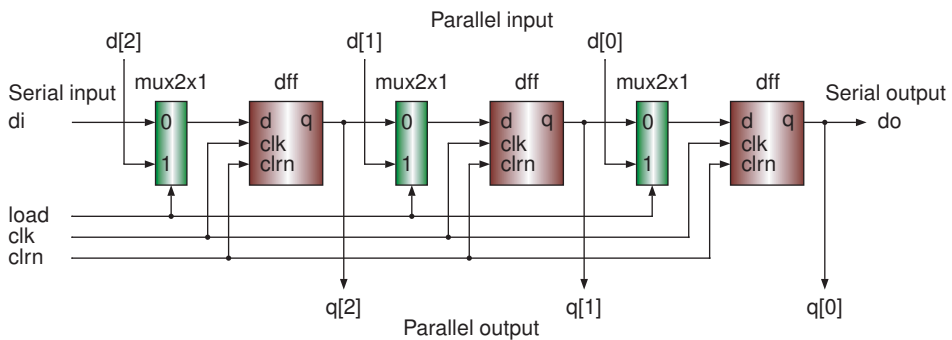 Parallel input
d[2] d[1] d[0]
mux2x1 dff mux2x1 dff mux2x1 dff
Serial input Serial output
di 0 d q 0 d q 0 d q do
clk clk clk
1 clrn 1 clrn 1 clrn
load
clk
clrn
q[2] q[1] q[0]
Parallel output